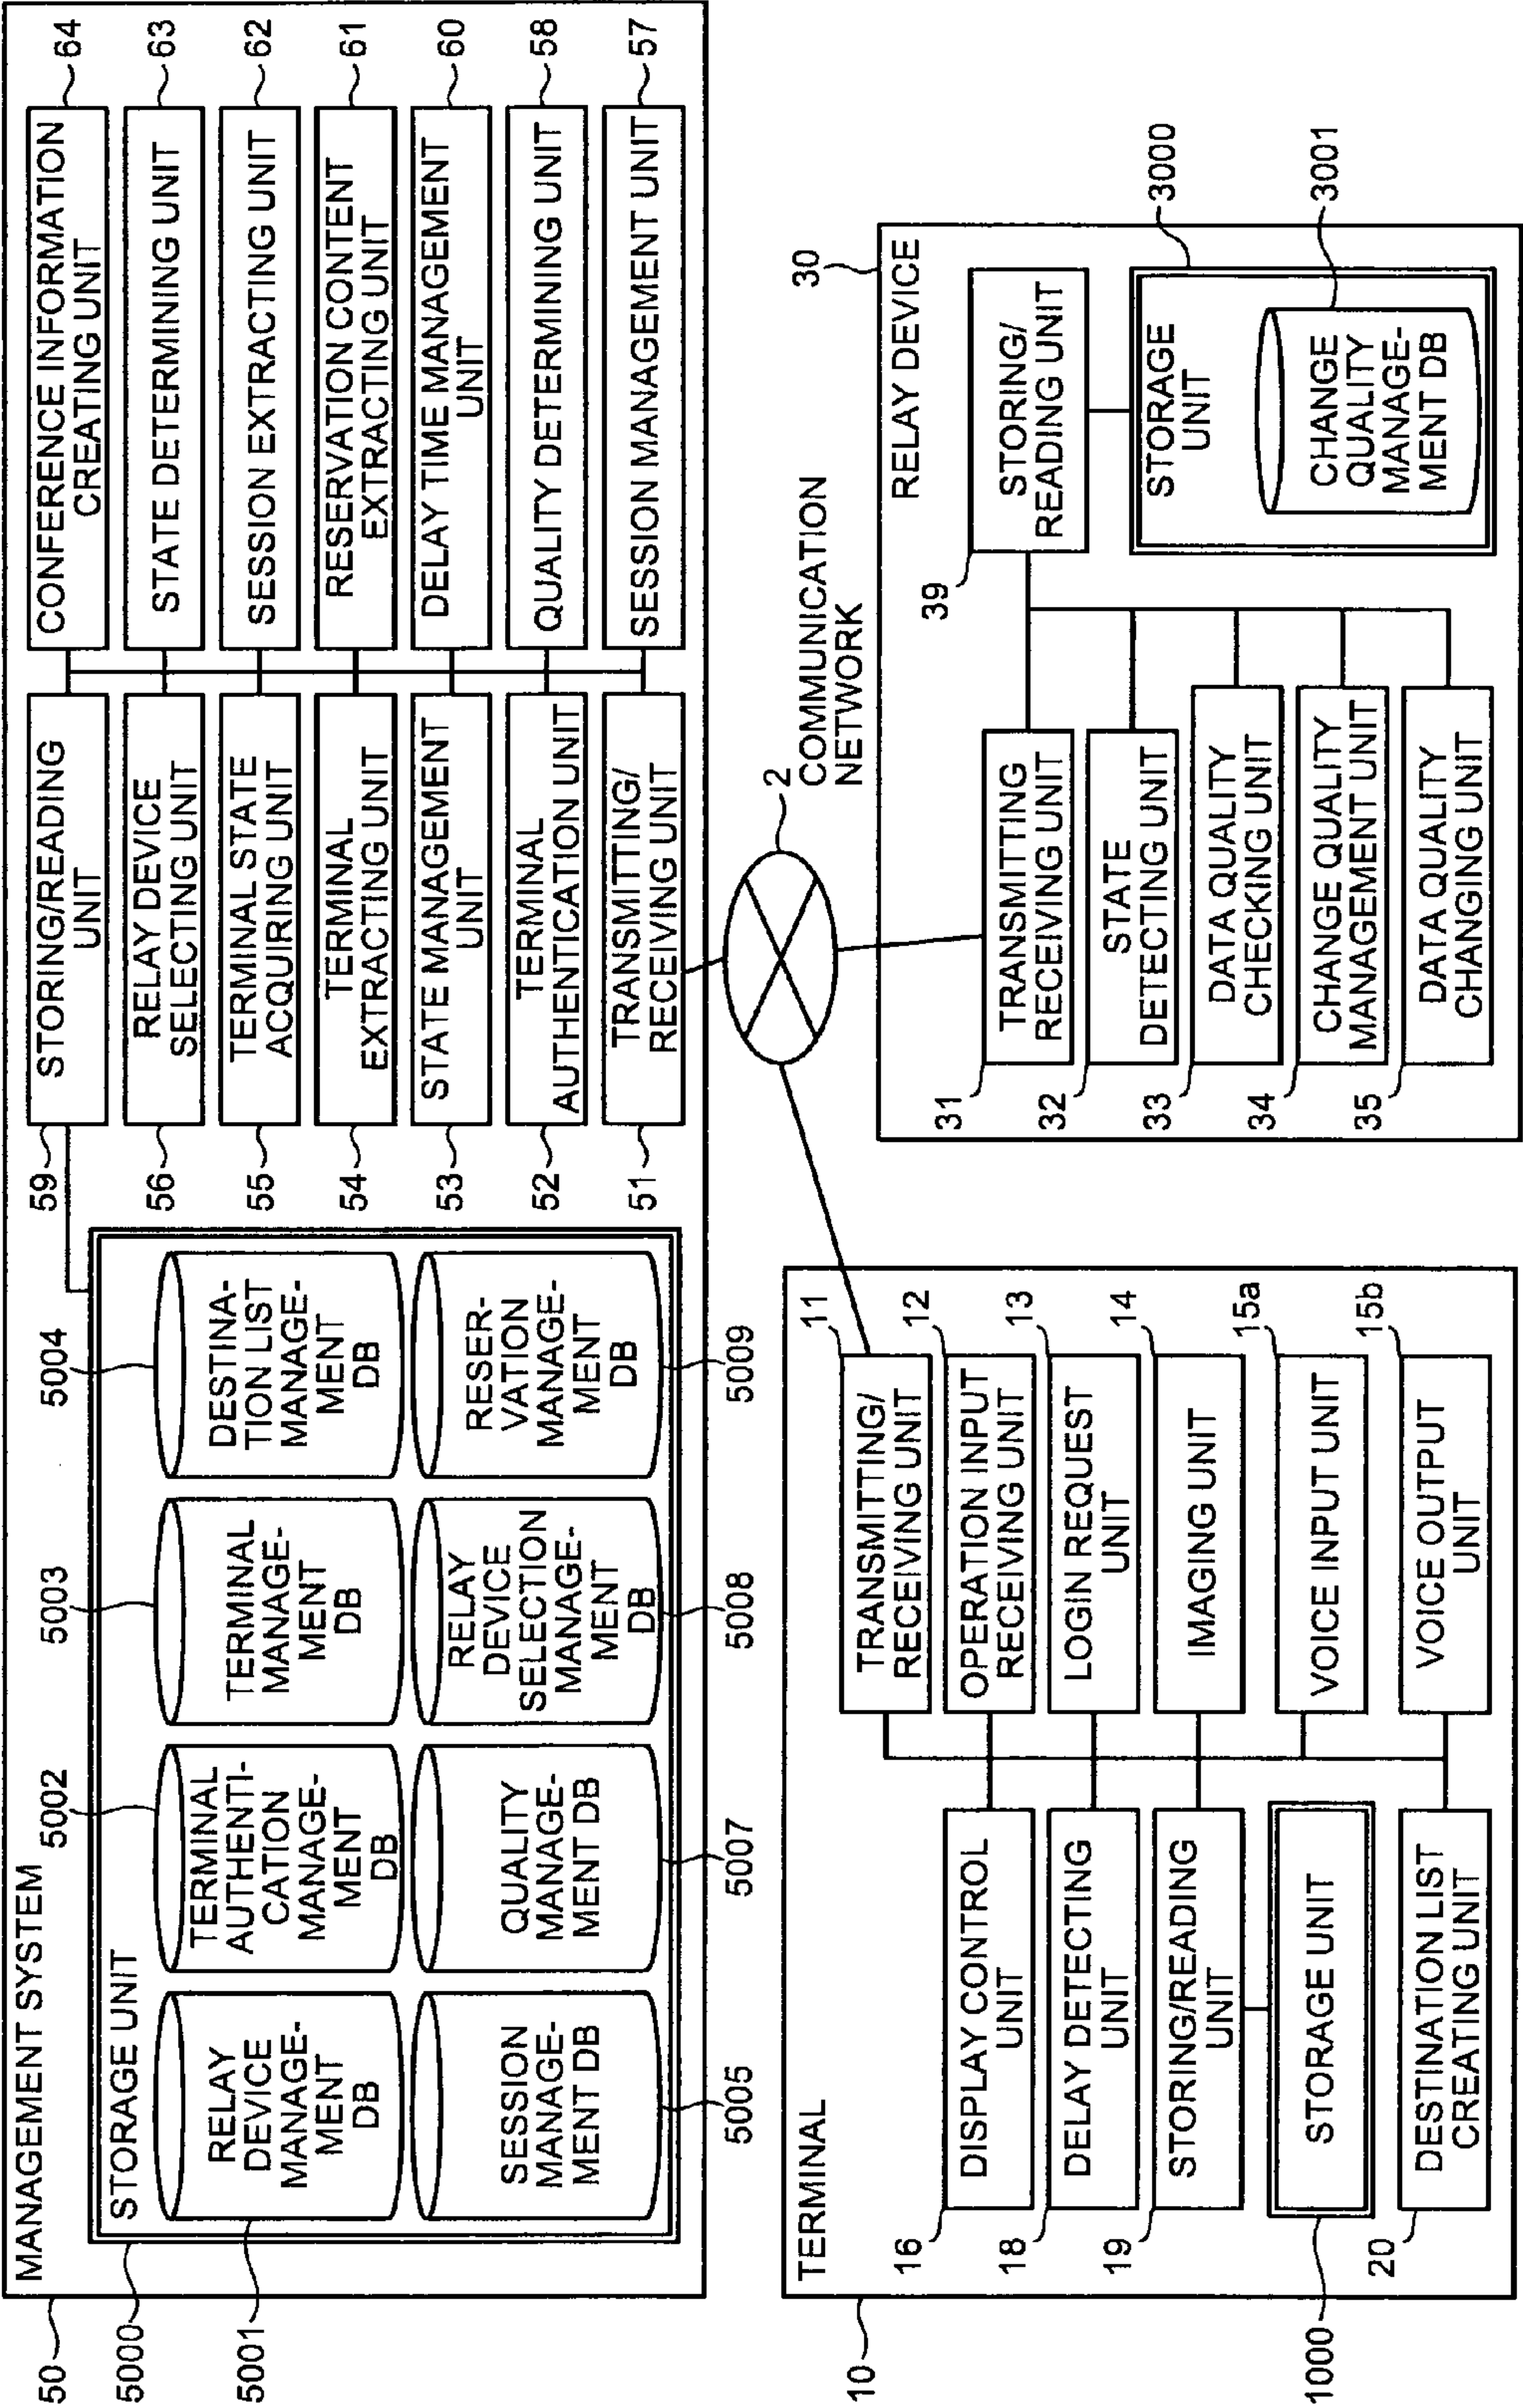 50
MANAGEMENT SYSTEM
5000
STORAGE UNIT
5001
RELAY
DEVICE
MANAGE-
MENT
DB
5002
TERMINAL
AUTHENTI-
CATION
MANAGE-
MENT
DB
5003
TERMINAL
MANAGE-
MENT
DB
5004
DESTINA-
TION LIST
MANAGE-
MENT
DB
SESSION
MANAGE-
MENT DB
5005
QUALITY
MANAGE-
MENT DB
5007
RELAY
DEVICE
SELECTION
MANAGE-
MENT
DB
5008
RESER-
VATION
MANAGE-
MENT
DB
5009
59
STORING/READING
UNIT
CONFERENCE INFORMATION
CREATING UNIT
64
56
RELAY DEVICE
SELECTING UNIT
STATE DETERMINING UNIT
63
55
TERMINAL STATE
ACQUIRING UNIT
SESSION EXTRACTING UNIT
62
54
TERMINAL
EXTRACTING UNIT
RESERVATION CONTENT
EXTRACTING UNIT
61
53
STATE MANAGEMENT
UNIT
DELAY TIME MANAGEMENT
UNIT
60
52
TERMINAL
AUTHENTICATION UNIT
QUALITY DETERMINING UNIT
58
51
TRANSMITTING/
RECEIVING UNIT
SESSION MANAGEMENT UNIT
57
2
COMMUNICATION
NETWORK
10
TERMINAL
11
TRANSMITTING/
RECEIVING UNIT
16
DISPLAY CONTROL
UNIT
OPERATION INPUT
RECEIVING UNIT
12
18
DELAY DETECTING
UNIT
LOGIN REQUEST
UNIT
13
19
STORING/READING
UNIT
IMAGING UNIT
14
1000
STORAGE UNIT
VOICE INPUT UNIT
15a
20
DESTINATION LIST
CREATING UNIT
VOICE OUTPUT
UNIT
15b
30
RELAY DEVICE
31
TRANSMITTING
RECEIVING UNIT
32
STATE
DETECTING UNIT
33
DATA QUALITY
CHECKING UNIT
34
CHANGE QUALITY
MANAGEMENT UNIT
35
DATA QUALITY
CHANGING UNIT
39
STORING/
READING UNIT
3000
STORAGE
UNIT
3001
CHANGE
QUALITY
MANAGE-
MENT DB